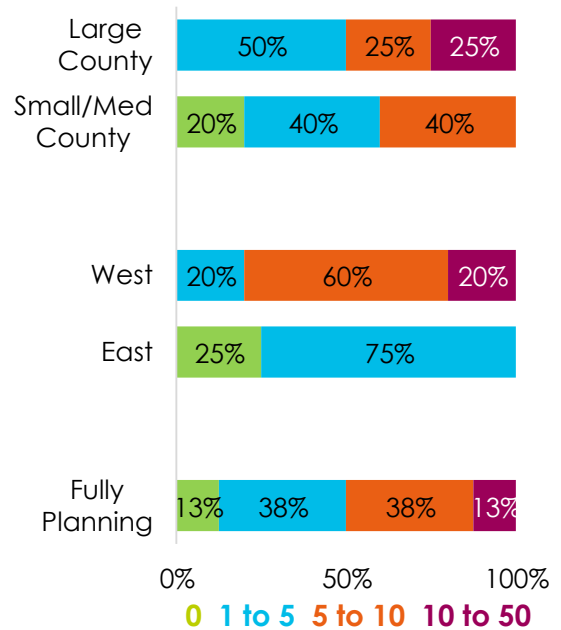 Large
County
50% 25% 25%
Small/Med
County
20% 40% 40%
West
20% 60% 20%
East
25% 75%
Fully
Planning
13% 38% 38% 13%
0% 50% 100%
0 1 to 5 5 to 10 10 to 50